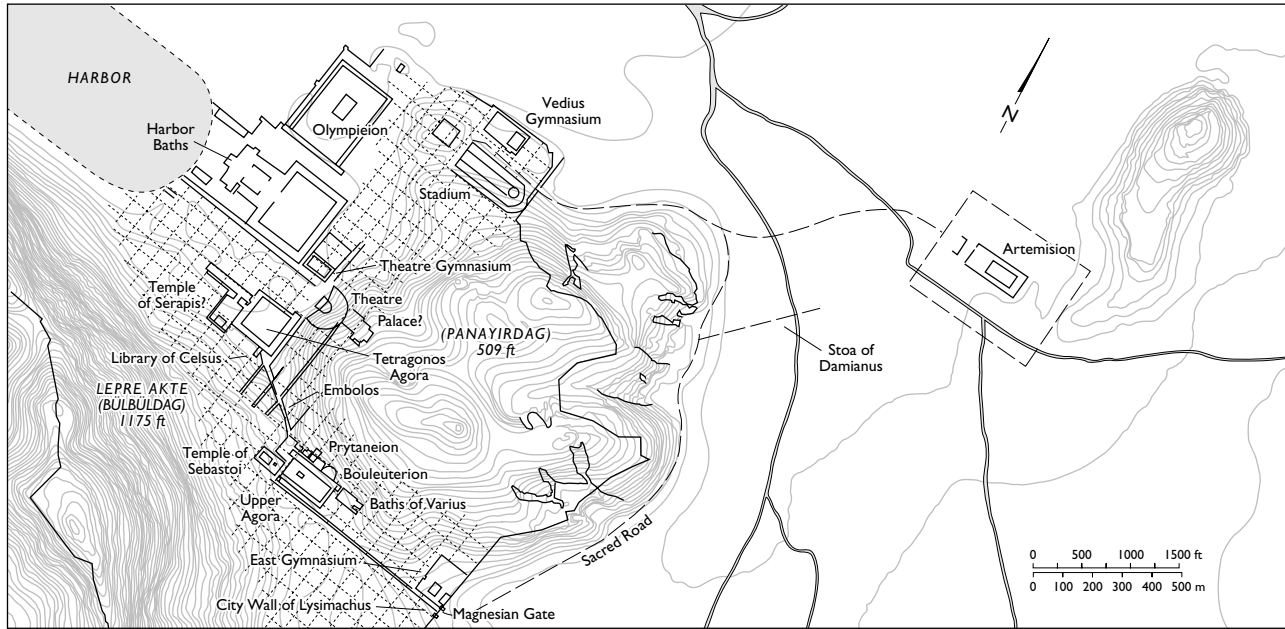 HARBOR
Harbor
Baths
Olympieion
Vedius
Gymnasium
Stadium
N
Artemision
Theatre Gymnasium
Temple
of Serapis?
Theatre
Palace?
(PANAYIRDAG)
509 ft
Library of Celsus
Tetragonos
Agora
Stoa of
Damianus
LEPRE AKTE
(BÜLBÜLDAG)
1175 ft
Embolos
Temple of
Sebastoi
Prytaneion
Bouleuterion
Upper
Agora
Baths of Varius
Sacred Road
East Gymnasium
City Wall of Lysimachus
Magnesian Gate
0 500 1000 1500 ft
0 100 200 300 400 500 m